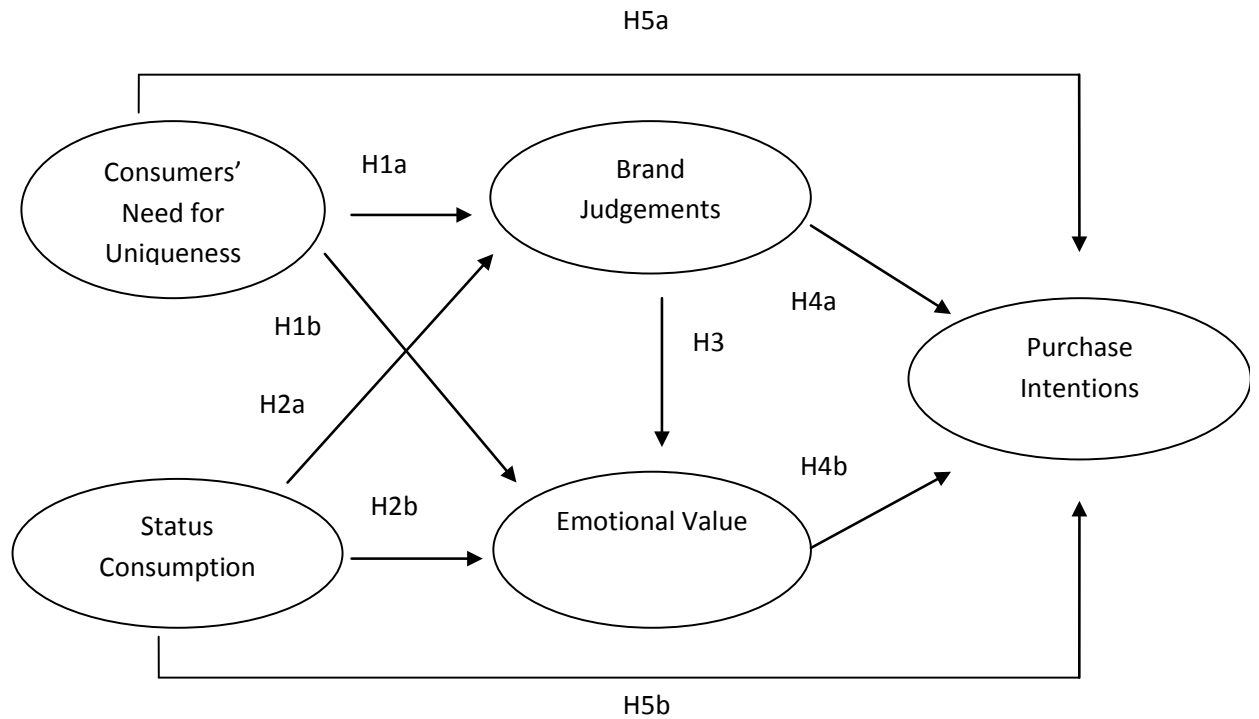 H5a
Consumers’
Need for
Uniqueness
H1a
Brand
Judgements
H1b
H2a
H3
H4a
Purchase
Intentions
Status
Consumption
H2b
Emotional Value
H4b
H5b